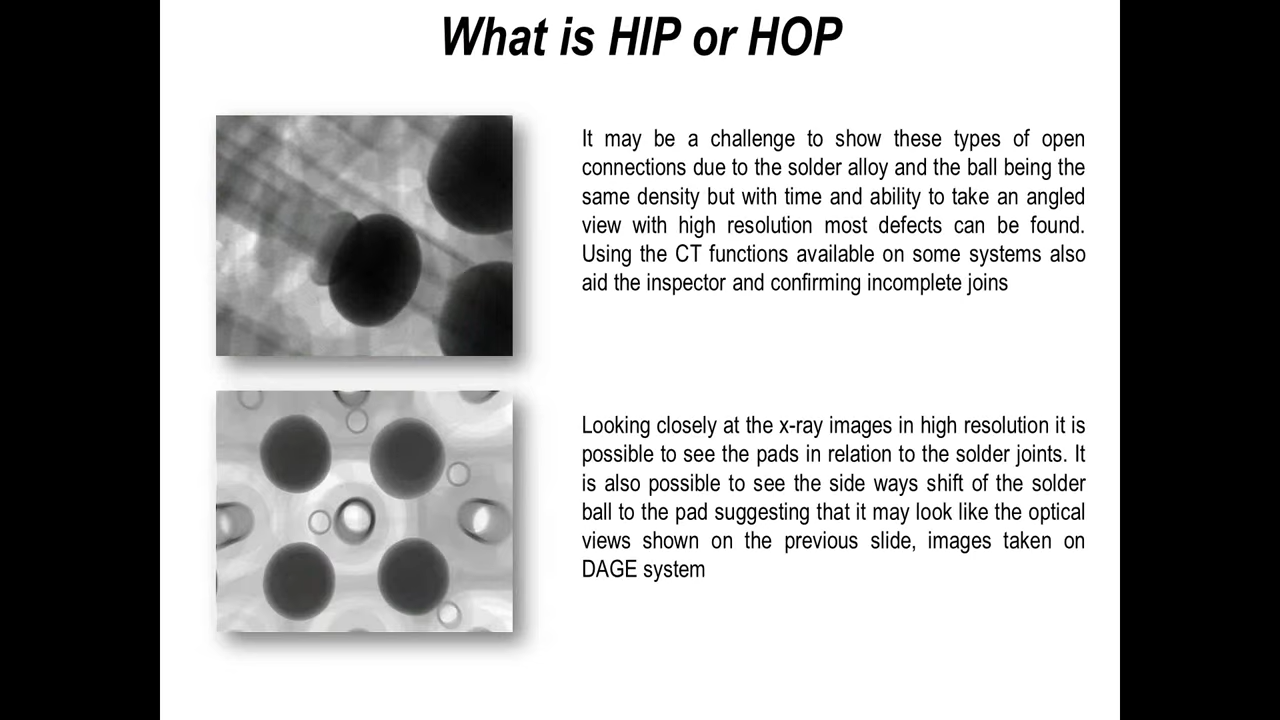 What is HIP or HOP
It may be a challenge to show these types of open
connections due to the solder alloy and the ball being the
same density but with time and ability to take an angled
view with high resolution most defects can be found.
Using the CT functions available on some systems also
aid the inspector and confirming incomplete joins
Looking closely at the x-ray images in high resolution it is
possible to see the pads in relation to the solder joints. It
is also possible to see the side ways shift of the solder
ball to the pad suggesting that it may look like the optical
views shown on the previous slide, images taken on
DAGE system